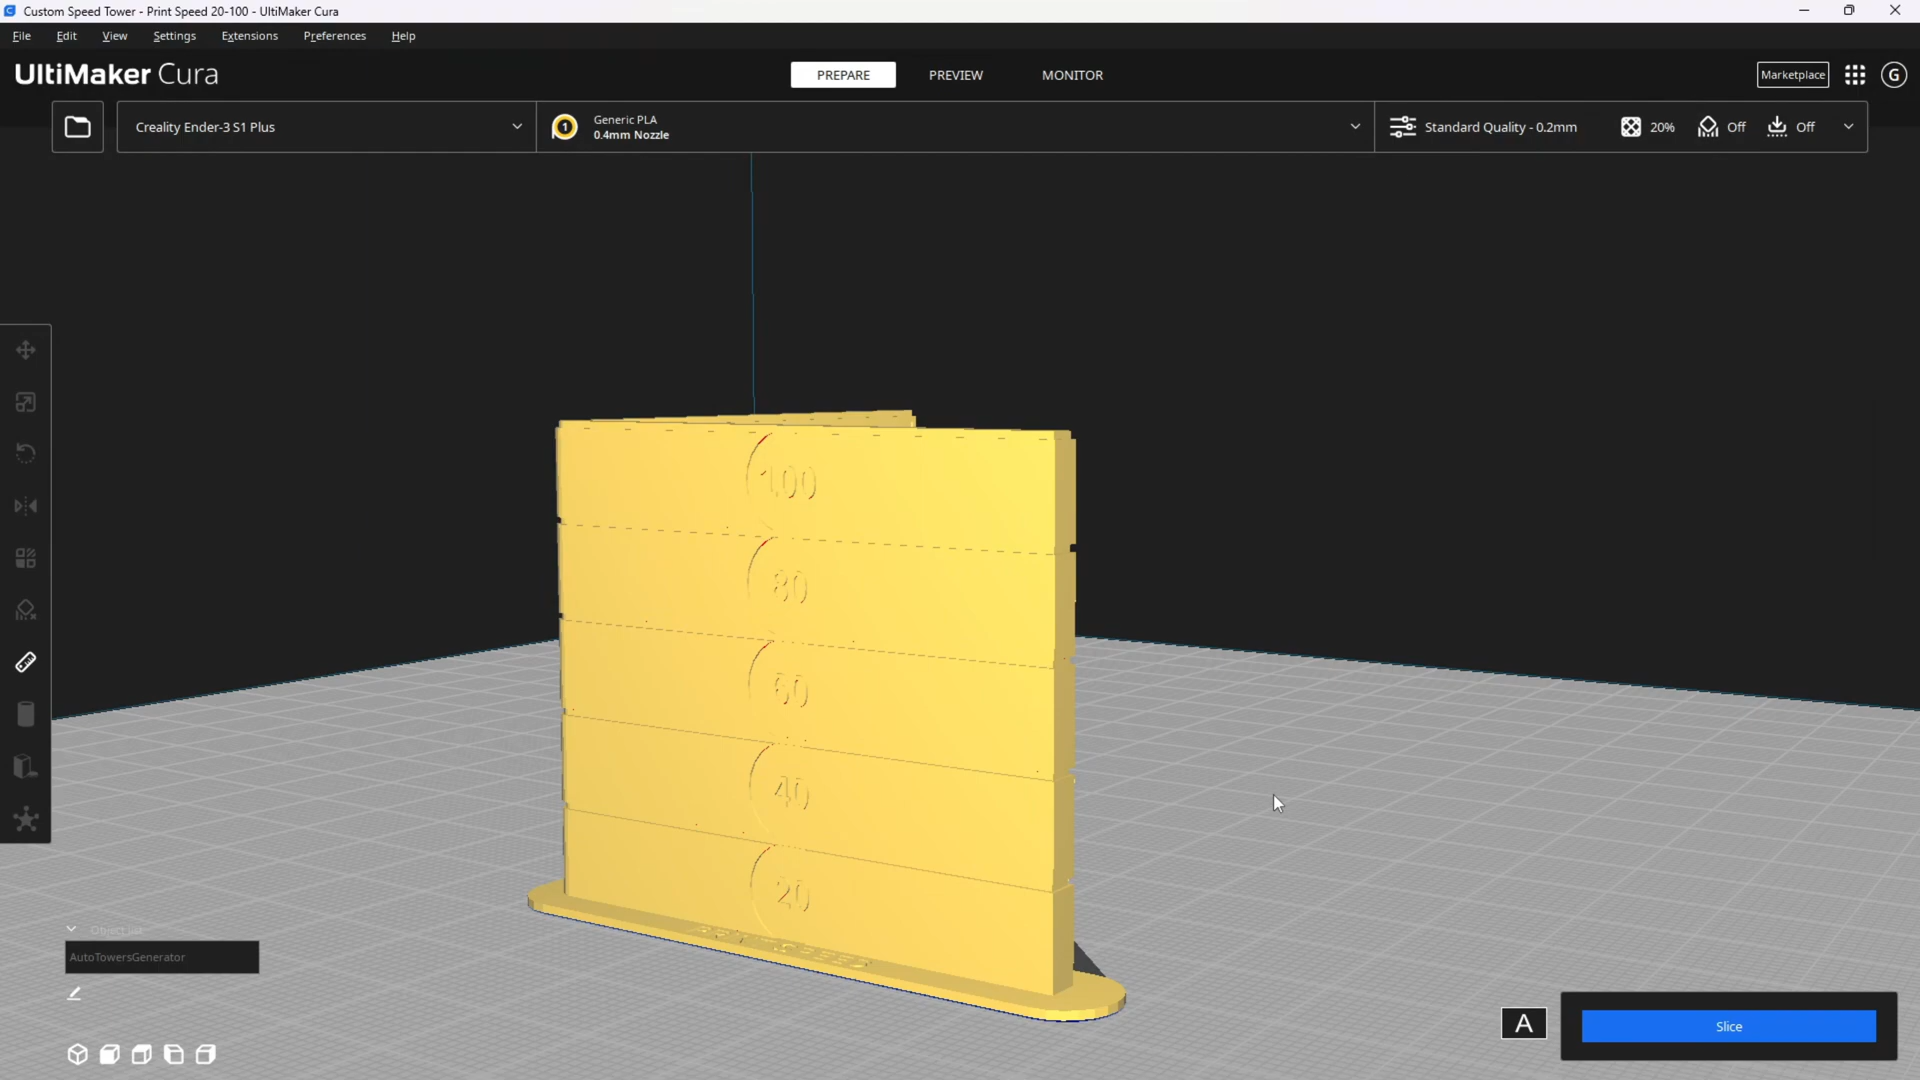 Custom Speed Tower - Print Speed 20-100 - UltiMaker Cura
File Edit View Settings Extensions Preferences Help
UltiMaker Cura
PREPARE PREVIEW MONITOR
Marketplace G
Creality Ender-3 S1 Plus
1 Generic PLA
0.4mm Nozzle
Standard Quality - 0.2mm 20% Off Off
100
80
60
40
20
Object list
AutoTowersGenerator
A
Slice